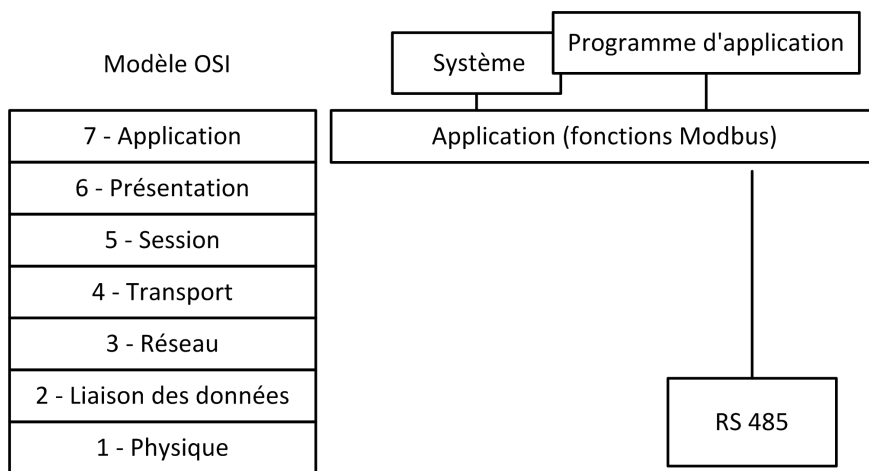 Modèle OSI
Système
Programme d'application
7 - Application
Application (fonctions Modbus)
6 - Présentation
5 - Session
4 - Transport
3 - Réseau
2 - Liaison des données
1 - Physique
RS 485